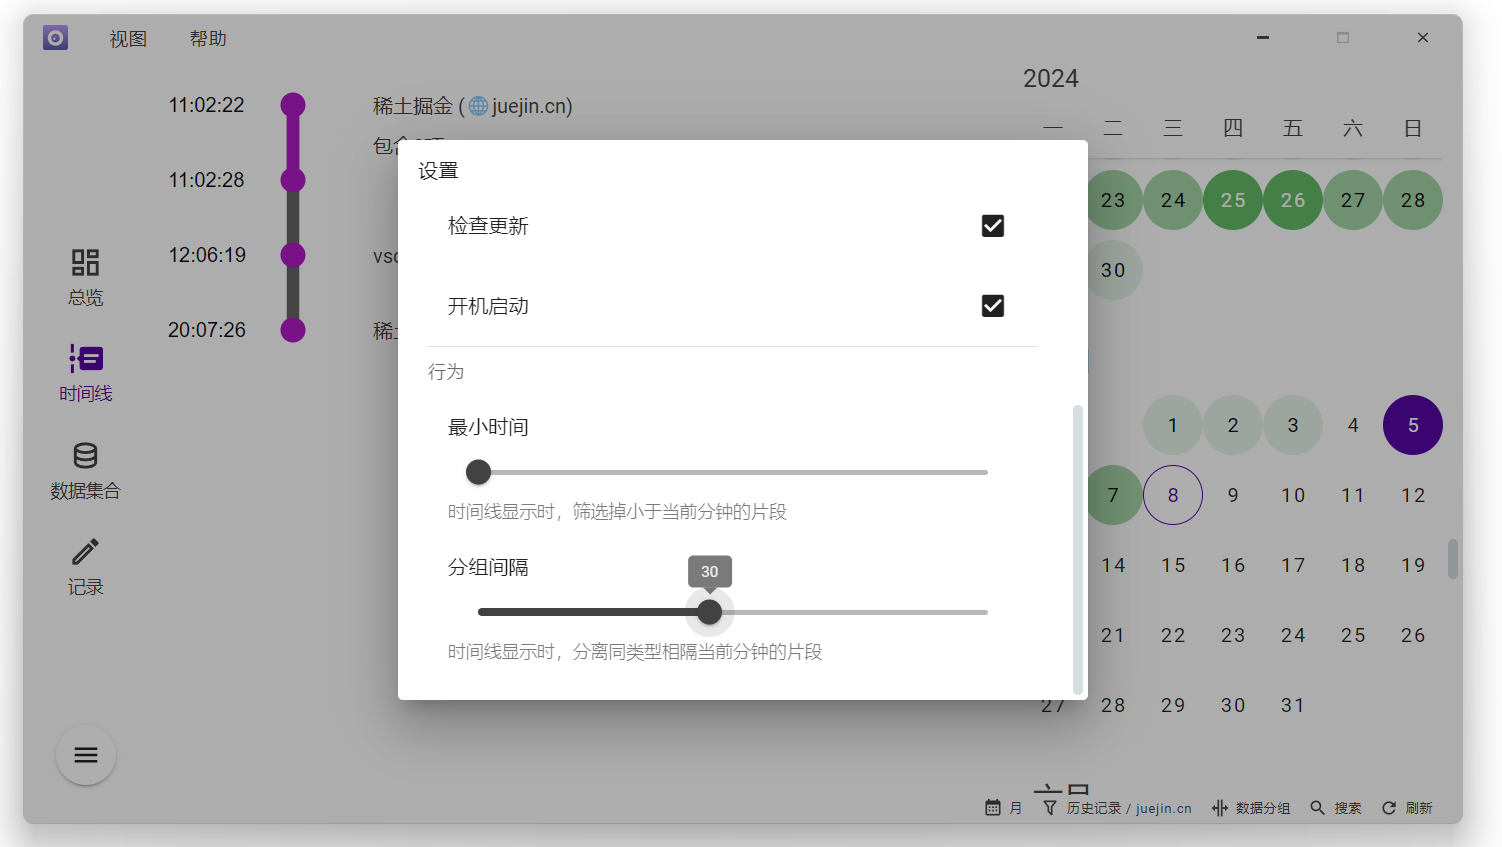 视图 帮助
2024
一 二 三 四 五 六 日
11:02:22 稀土掘金 (🌐juejin.cn)
11:02:28
12:06:19
20:07:26 稀土
总览
时间线
数据集合
记录
设置
检查更新
开机启动
行为
最小时间
时间线显示时，筛选掉小于当前分钟的片段
分组间隔
30
时间线显示时，分离同类型相隔当前分钟的片段
23 24 25 26 27 28
30
1 2 3 4 5
7 8 9 10 11 12
14 15 16 17 18 19
21 22 23 24 25 26
27 28 29 30 31
月 历史记录 / juejin.cn 数据分组 搜索 刷新